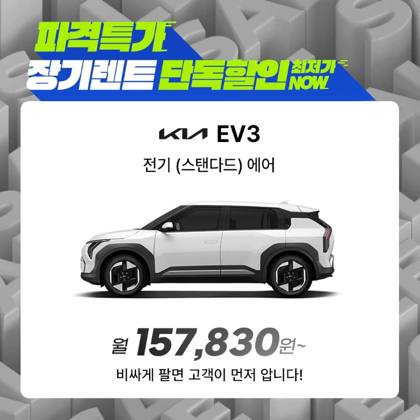 파격특가
장기렌트 단독할인 최저가 NOW
KIA EV3
전기 (스탠다드) 에어
월 157,830원~
비싸게 팔면 고객이 먼저 압니다!